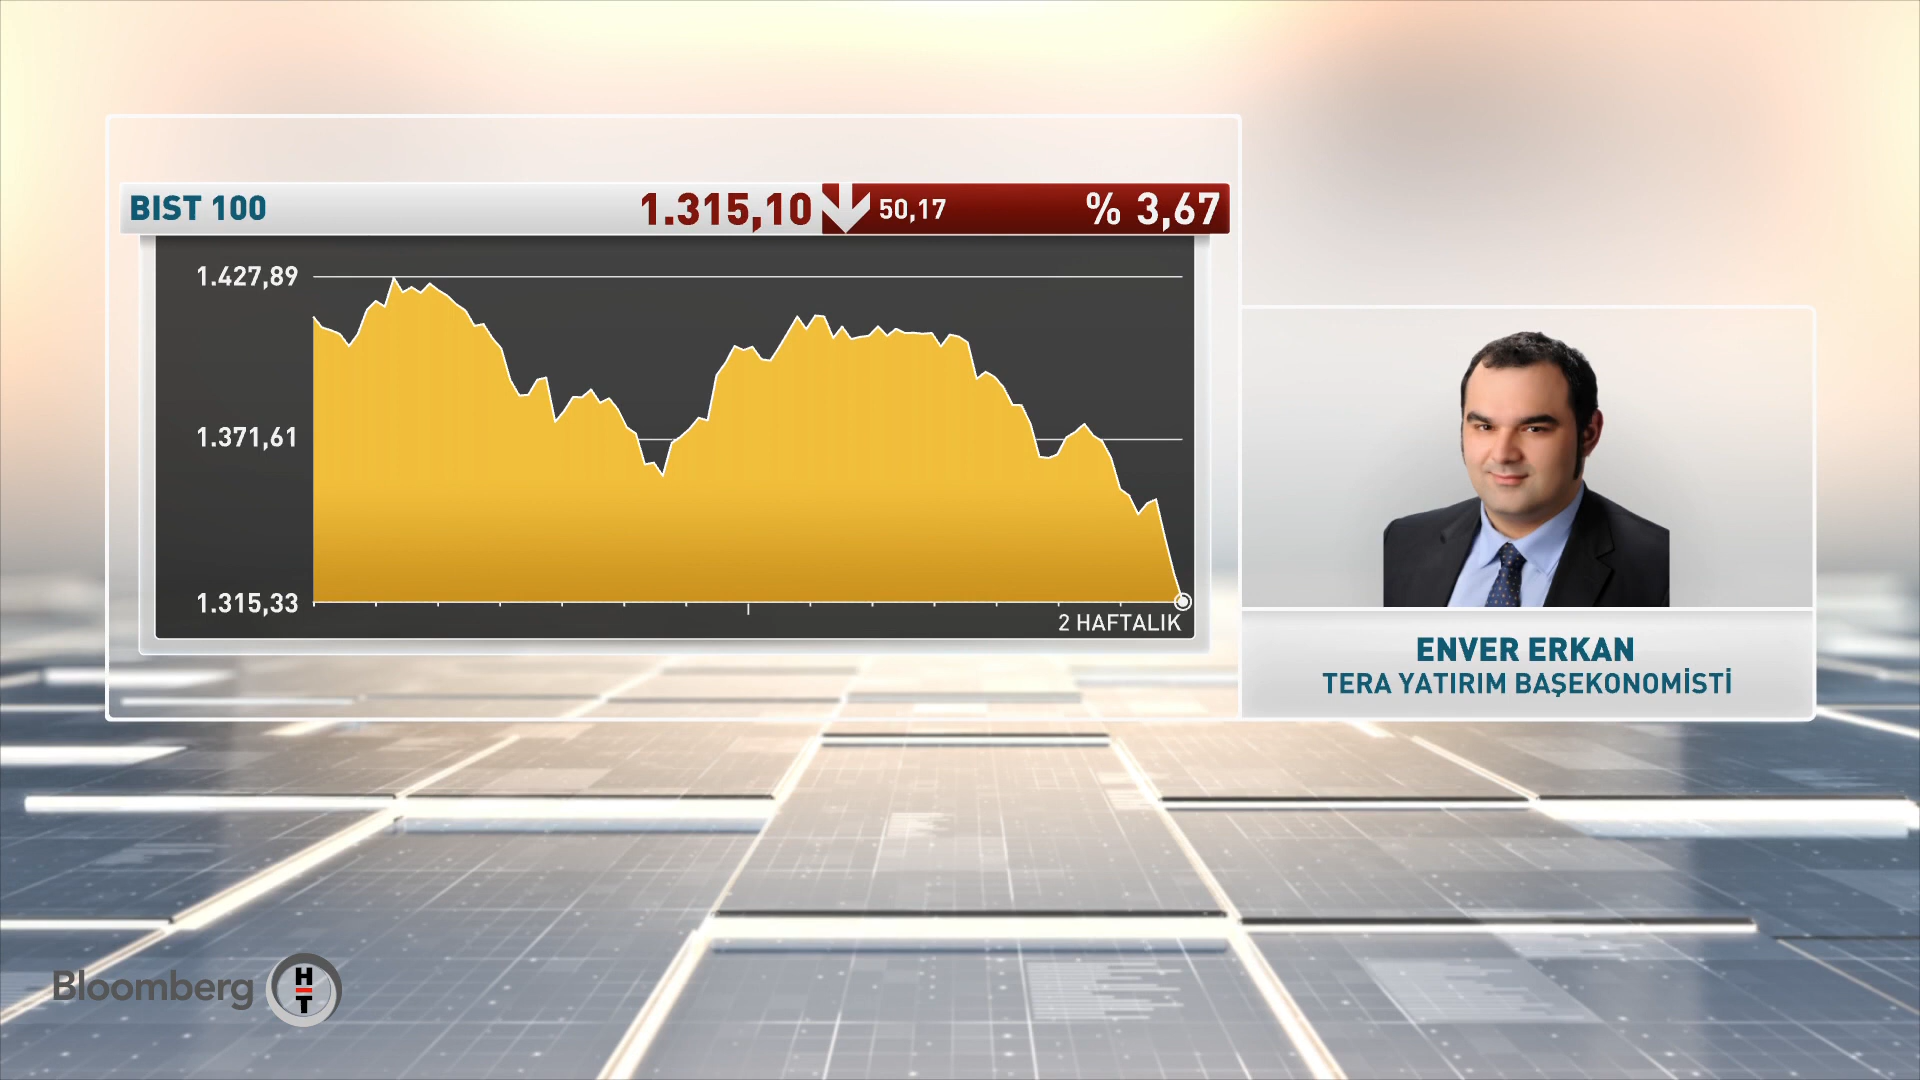 BIST 100
1.315,10
50,17
% 3,67
1.427,89
1.371,61
1.315,33
2 HAFTALIK
ENVER ERKAN
TERA YATIRIM BAŞEKONOMİSTİ
Bloomberg HT